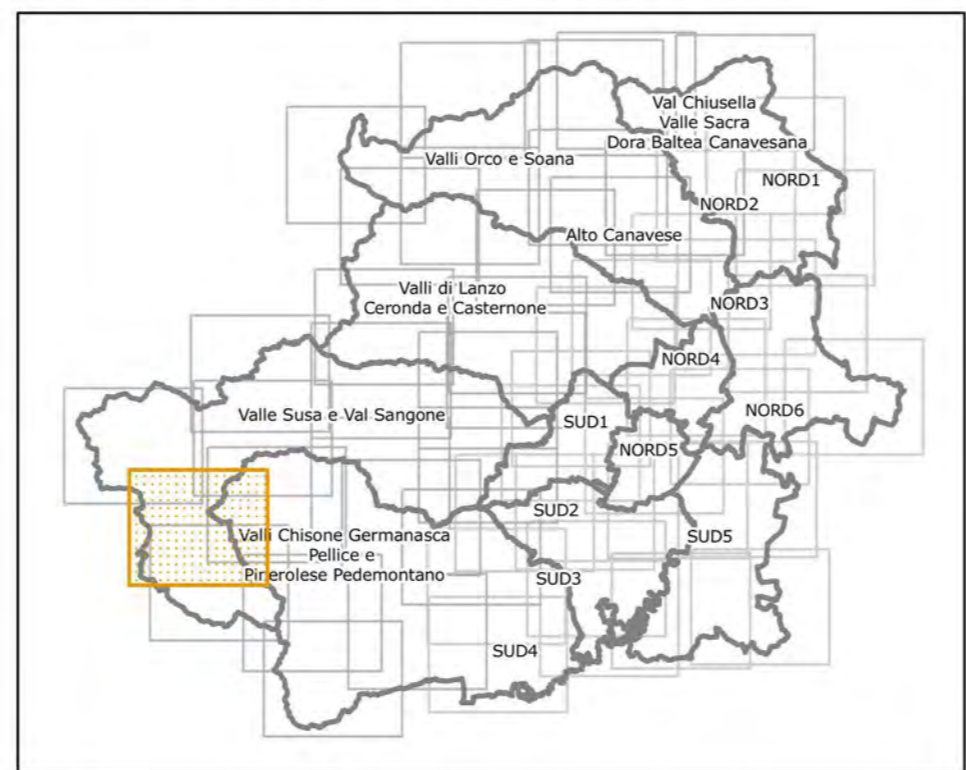 Val Chiusella
Valle Sacra
Dora Baltea Canavesana
Valli Orco e Soana
NORD1
NORD2
Alto Canavese
Valli di Lanzo
Ceronda e Casternone
NORD3
NORD4
Valle Susa e Val Sangone
SUD1
NORD6
NORD5
SUD2
Valli Chisone Germanasca
Pellice e
Pinerolese Pedemontano
SUD5
SUD3
SUD4